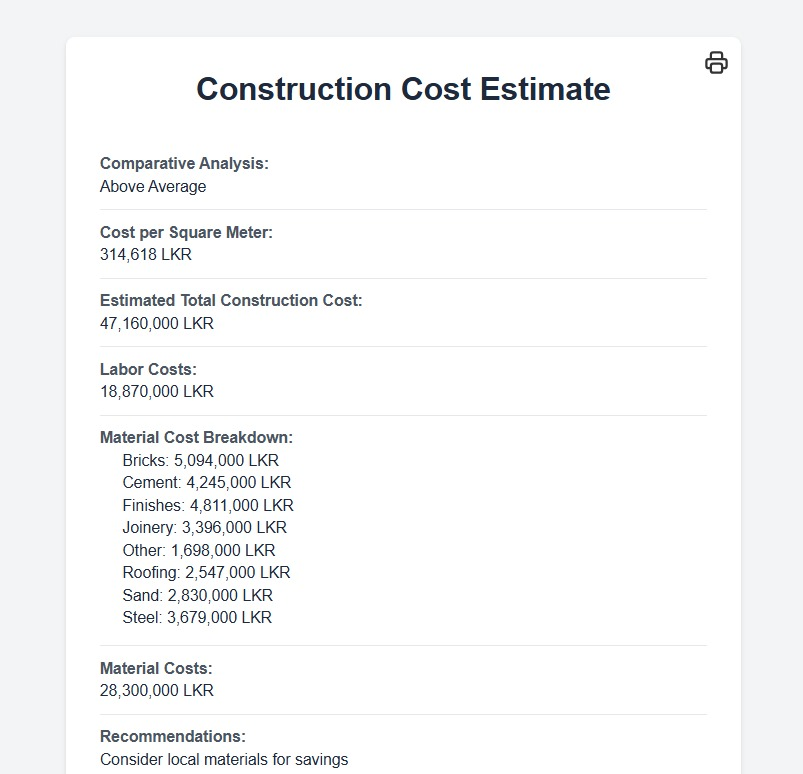 Construction Cost Estimate
Comparative Analysis:
Above Average
Cost per Square Meter:
314,618 LKR
Estimated Total Construction Cost:
47,160,000 LKR
Labor Costs:
18,870,000 LKR
Material Cost Breakdown:
Bricks: 5,094,000 LKR
Cement: 4,245,000 LKR
Finishes: 4,811,000 LKR
Joinery: 3,396,000 LKR
Other: 1,698,000 LKR
Roofing: 2,547,000 LKR
Sand: 2,830,000 LKR
Steel: 3,679,000 LKR
Material Costs:
28,300,000 LKR
Recommendations:
Consider local materials for savings